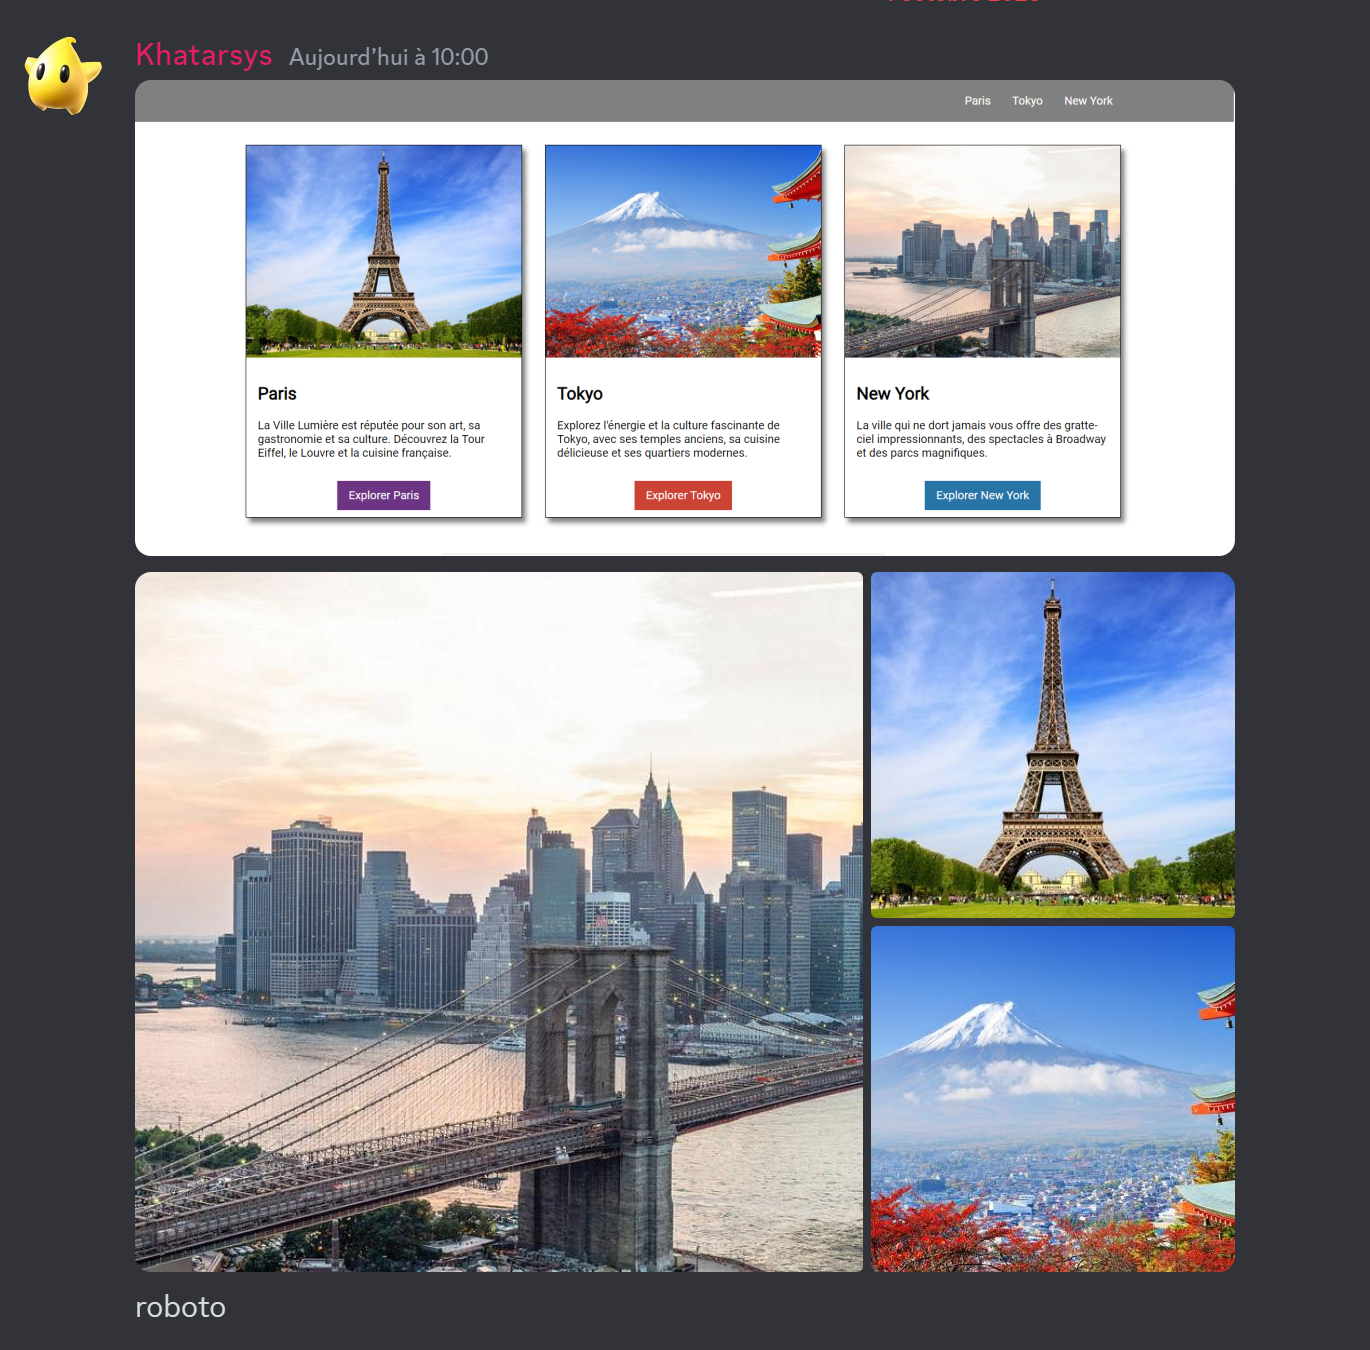 Khatarsys Aujourd’hui à 10:00
Paris Tokyo New York
Paris
La Ville Lumière est réputée pour son art, sa
gastronomie et sa culture. Découvrez la Tour
Eiffel, le Louvre et la cuisine française.
Explorer Paris
Tokyo
Explorez l'énergie et la culture fascinante de
Tokyo, avec ses temples anciens, sa cuisine
délicieuse et ses quartiers modernes.
Explorer Tokyo
New York
La ville qui ne dort jamais vous offre des gratte-
ciel impressionnants, des spectacles à Broadway
et des parcs magnifiques.
Explorer New York
roboto